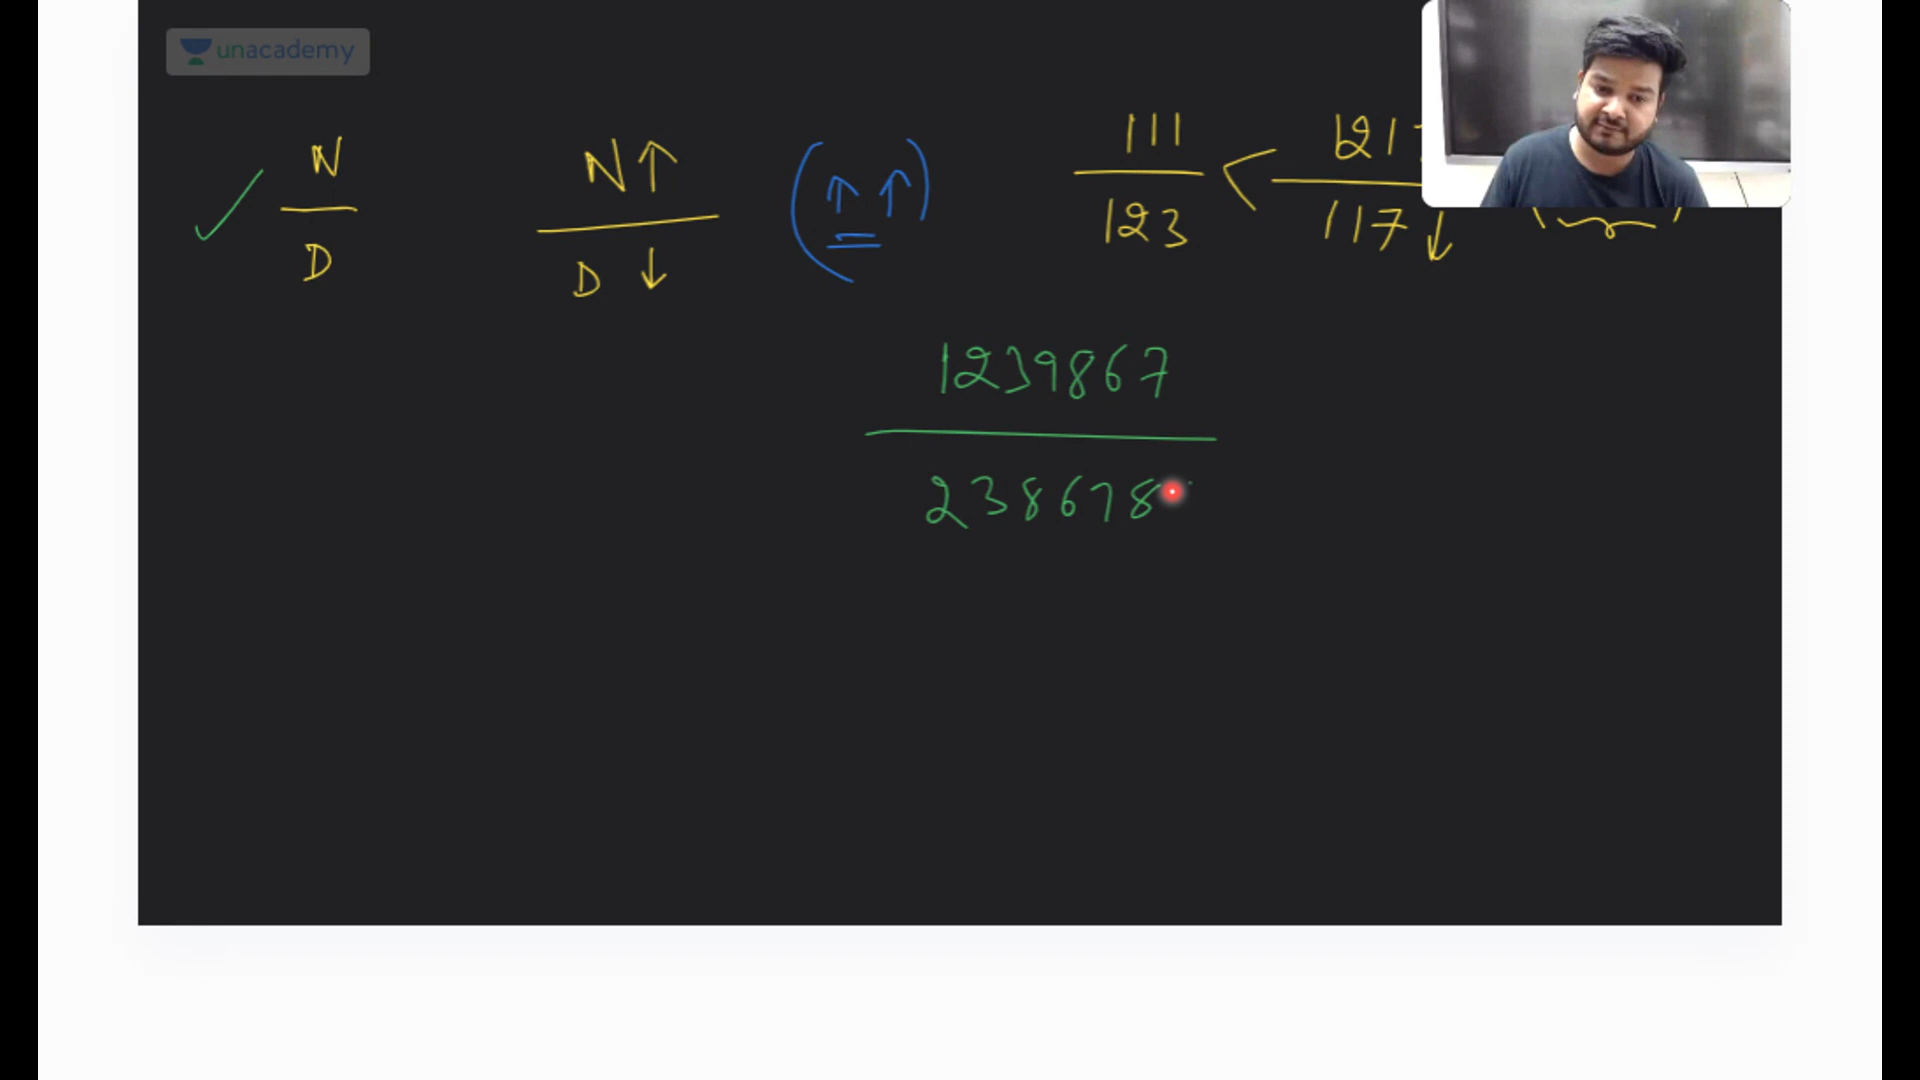 unacademy
N
D
N↑
D ↓
(↑ ↑)
111
123
<
121
117↓
1239867
238678